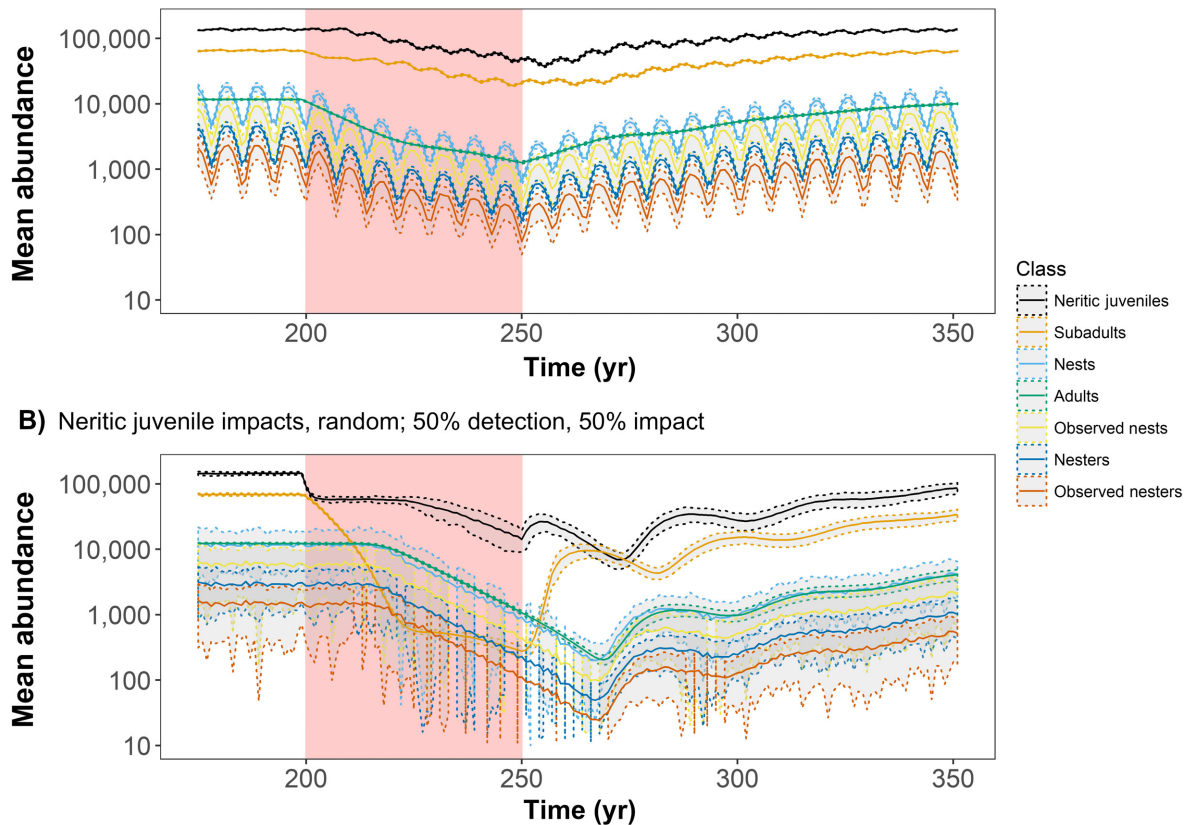 100,000
10,000
1,000
100
10
Mean abundance
200
250
300
350
Time (yr)
Class
Neritic juveniles
Subadults
Nests
Adults
Observed nests
Nesters
Observed nesters
B) Neritic juvenile impacts, random; 50% detection, 50% impact
100,000
10,000
1,000
100
10
Mean abundance
200
250
300
350
Time (yr)